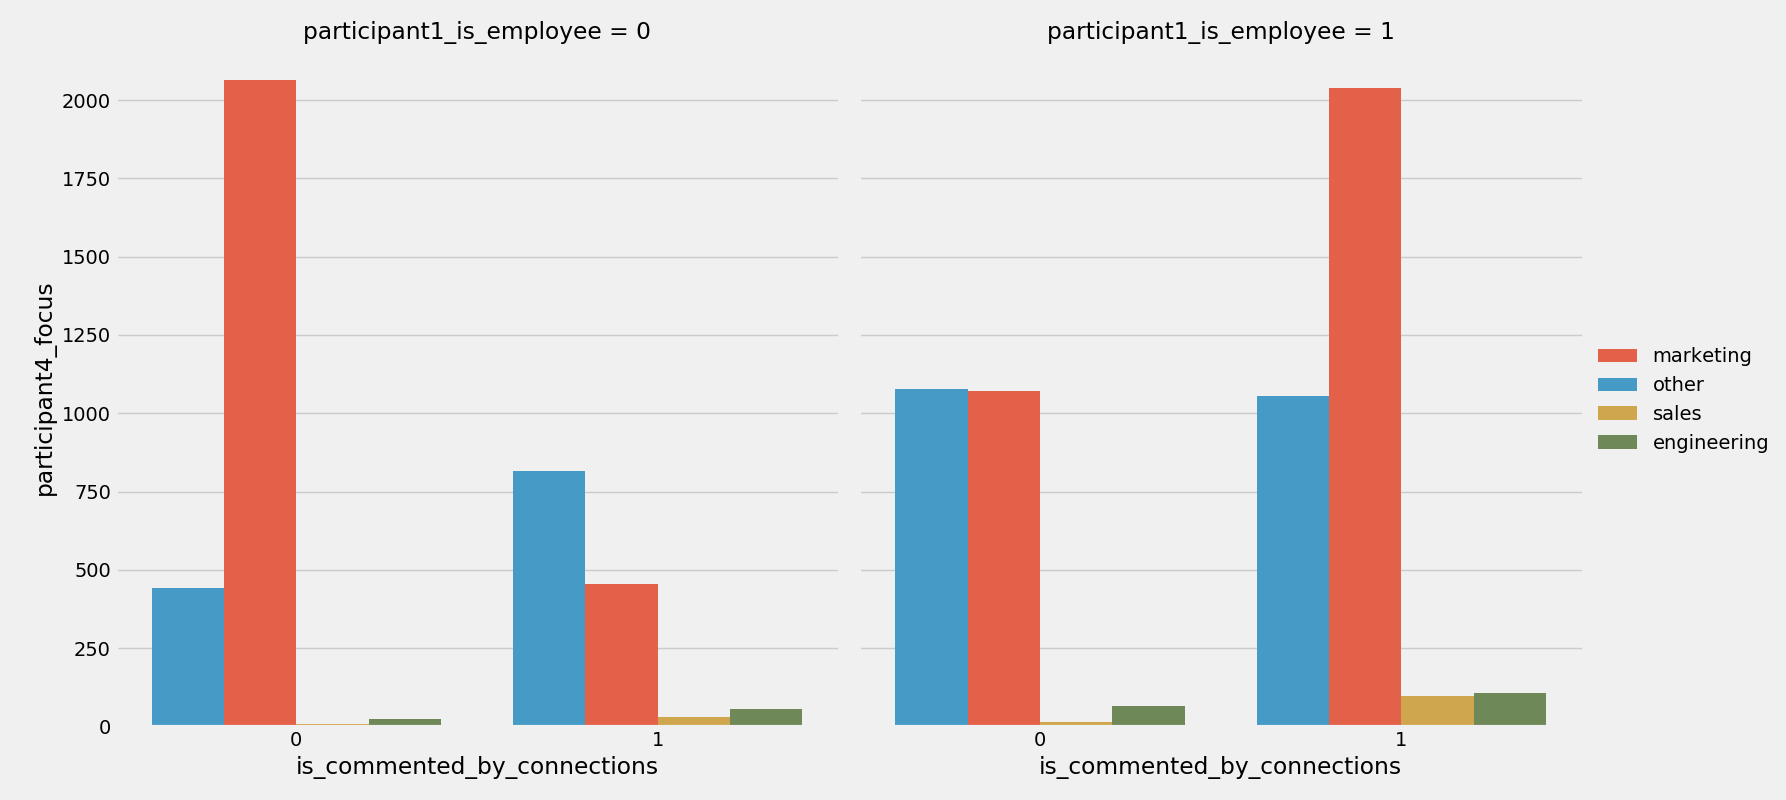 participant1_is_employee = 0
participant1_is_employee = 1
participant4_focus
2000
1750
1500
1250
1000
750
500
250
0
0
1
0
1
is_commented_by_connections
is_commented_by_connections
marketing
other
sales
engineering